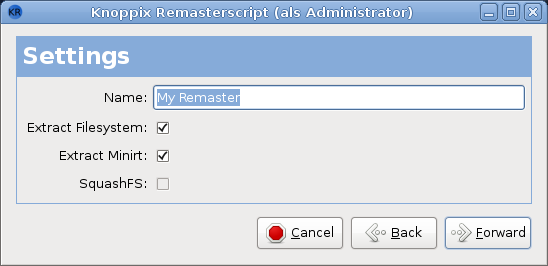 KR Knoppix Remasterscript (als Administrator)
Settings
Name: My Remaster
Extract Filesystem:
Extract Minirt:
SquashFS:
Cancel Back Forward